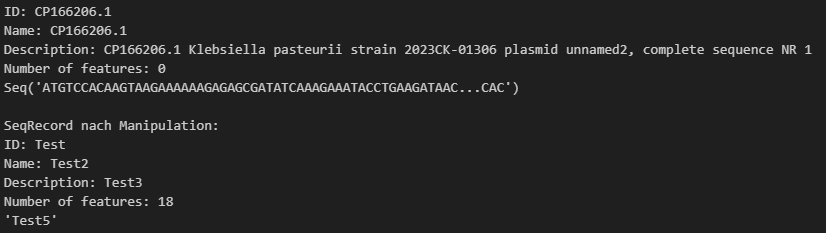 ID: CP166206.1
Name: CP166206.1
Description: CP166206.1 Klebsiella pasteurii strain 2023CK-01306 plasmid unnamed2, complete sequence NR 1
Number of features: 0
Seq('ATGTCCACAAGTAAGAAAAAAGAGAGCGATATCAAAGAAATACCTGAAGATAAC...CAC')

SeqRecord nach Manipulation:
ID: Test
Name: Test2
Description: Test3
Number of features: 18
'Test5'